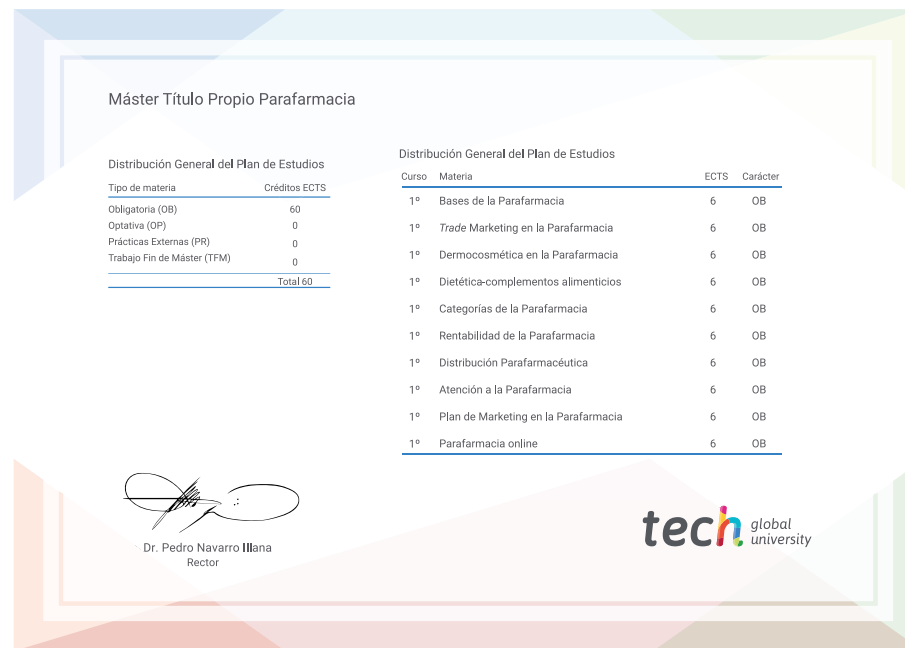 Máster Título Propio Parafarmacia
Distribución General del Plan de Estudios
Tipo de materia Créditos ECTS
Obligatoria (OB) 60
Optativa (OP) 0
Prácticas Externas (PR) 0
Trabajo Fin de Máster (TFM) 0
Total 60
Distribución General del Plan de Estudios
Curso Materia ECTS Carácter
1º Bases de la Parafarmacia 6 OB
1º Trade Marketing en la Parafarmacia 6 OB
1º Dermocosmética en la Parafarmacia 6 OB
1º Dietética-complementos alimenticios 6 OB
1º Categorías de la Parafarmacia 6 OB
1º Rentabilidad de la Parafarmacia 6 OB
1º Distribución Parafarmacéutica 6 OB
1º Atención a la Parafarmacia 6 OB
1º Plan de Marketing en la Parafarmacia 6 OB
1º Parafarmacia online 6 OB
Dr. Pedro Navarro Illana
Rector
tech global
university